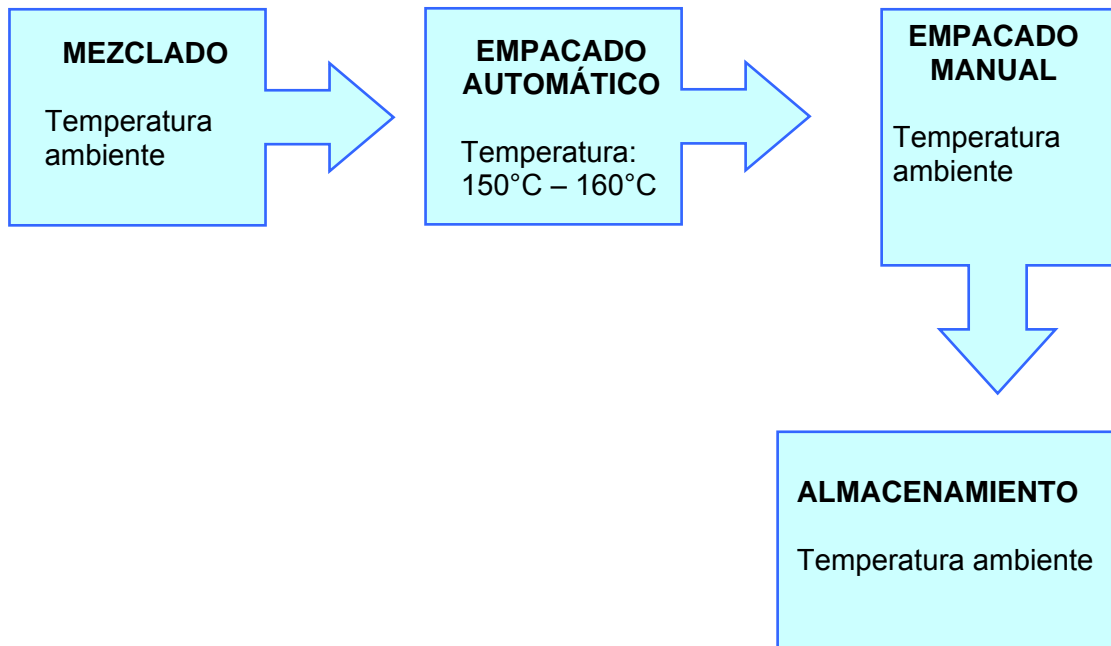 MEZCLADO
Temperatura
ambiente
EMPACADO
AUTOMÁTICO
Temperatura:
150°C – 160°C
EMPACADO
MANUAL
Temperatura
ambiente
ALMACENAMIENTO
Temperatura ambiente